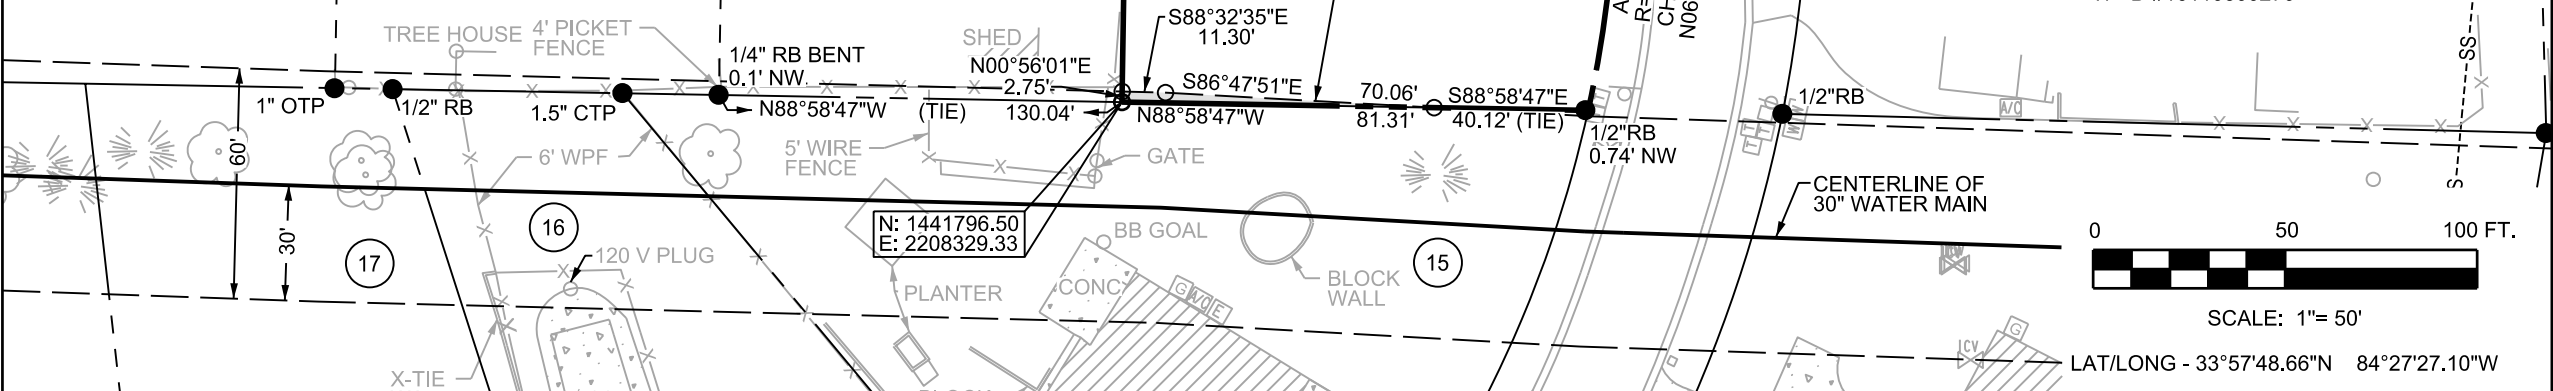 S88°32'35"E
11.30'
TREE HOUSE
4' PICKET
FENCE
SHED
1/4" RB BENT
0.1' NW.
N00°56'01"E
2.75'
S86°47'51"E
70.06'
S88°58'47"E
1/2"RB
1" OTP
1/2" RB
1.5" CTP
N88°58'47"W
(TIE)
130.04'
N88°58'47"W
81.31'
40.12' (TIE)
1/2"RB
0.74' NW
A/C
SS
S
60'
6' WPF
5' WIRE
FENCE
GATE
CENTERLINE OF
30" WATER MAIN
N: 1441796.50
E: 2208329.33
BB GOAL
30'
17
16
15
120 V PLUG
PLANTER
CONC
G
A/C
E
BLOCK
WALL
0 50 100 FT.
SCALE: 1"= 50'
G
ICV
X-TIE
LAT/LONG - 33°57'48.66"N 84°27'27.10"W